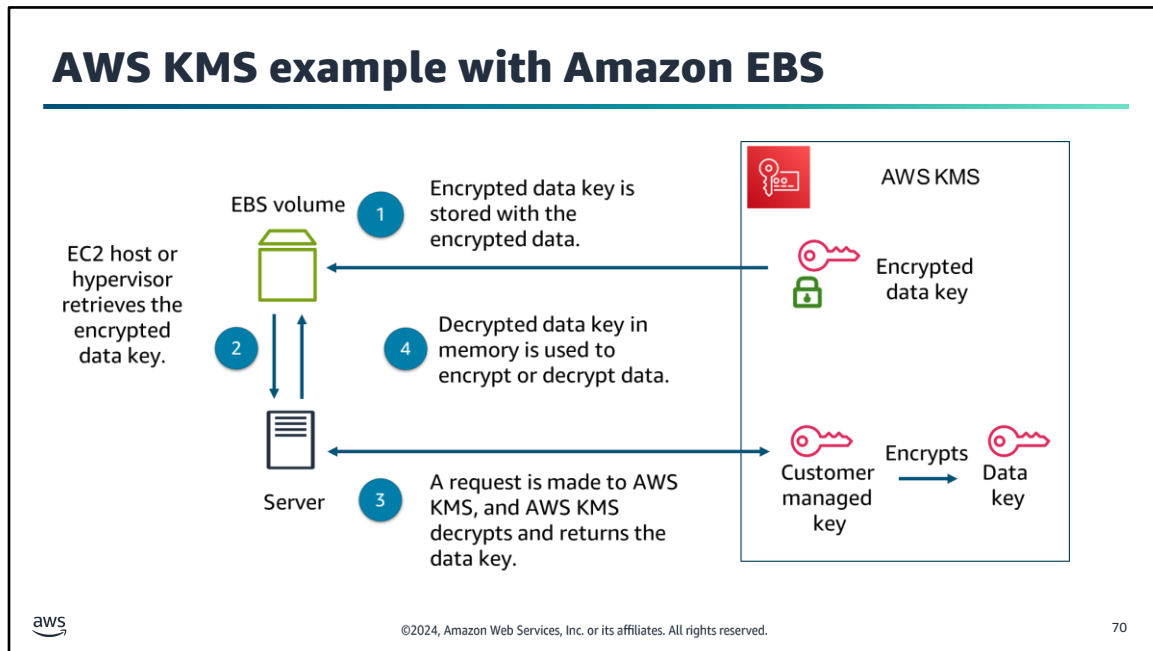 AWS KMS example with Amazon EBS
EBS volume
1
Encrypted data key is
stored with the
encrypted data.
AWS KMS
EC2 host or
hypervisor
retrieves the
encrypted
data key.
2
Encrypted
data key
4
Decrypted data key in
memory is used to
encrypt or decrypt data.
Server
3
A request is made to AWS
KMS, and AWS KMS
decrypts and returns the
data key.
Customer
managed
key
Encrypts
Data
key
aws
©2024, Amazon Web Services, Inc. or its affiliates. All rights reserved.
70